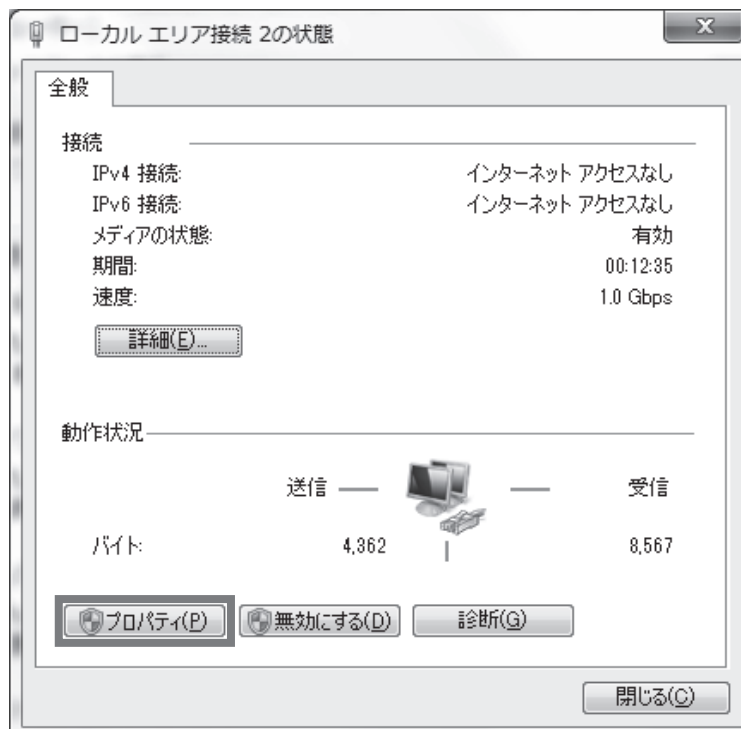 ローカル エリア接続 2の状態
全般
接続
IPv4 接続: インターネット アクセスなし
IPv6 接続: インターネット アクセスなし
メディアの状態: 有効
期間: 00:12:35
速度: 1.0 Gbps
詳細(E)...
動作状況
送信 受信
バイト: 4,362 8,567
プロパティ(P) 無効にする(D) 診断(G)
閉じる(C)